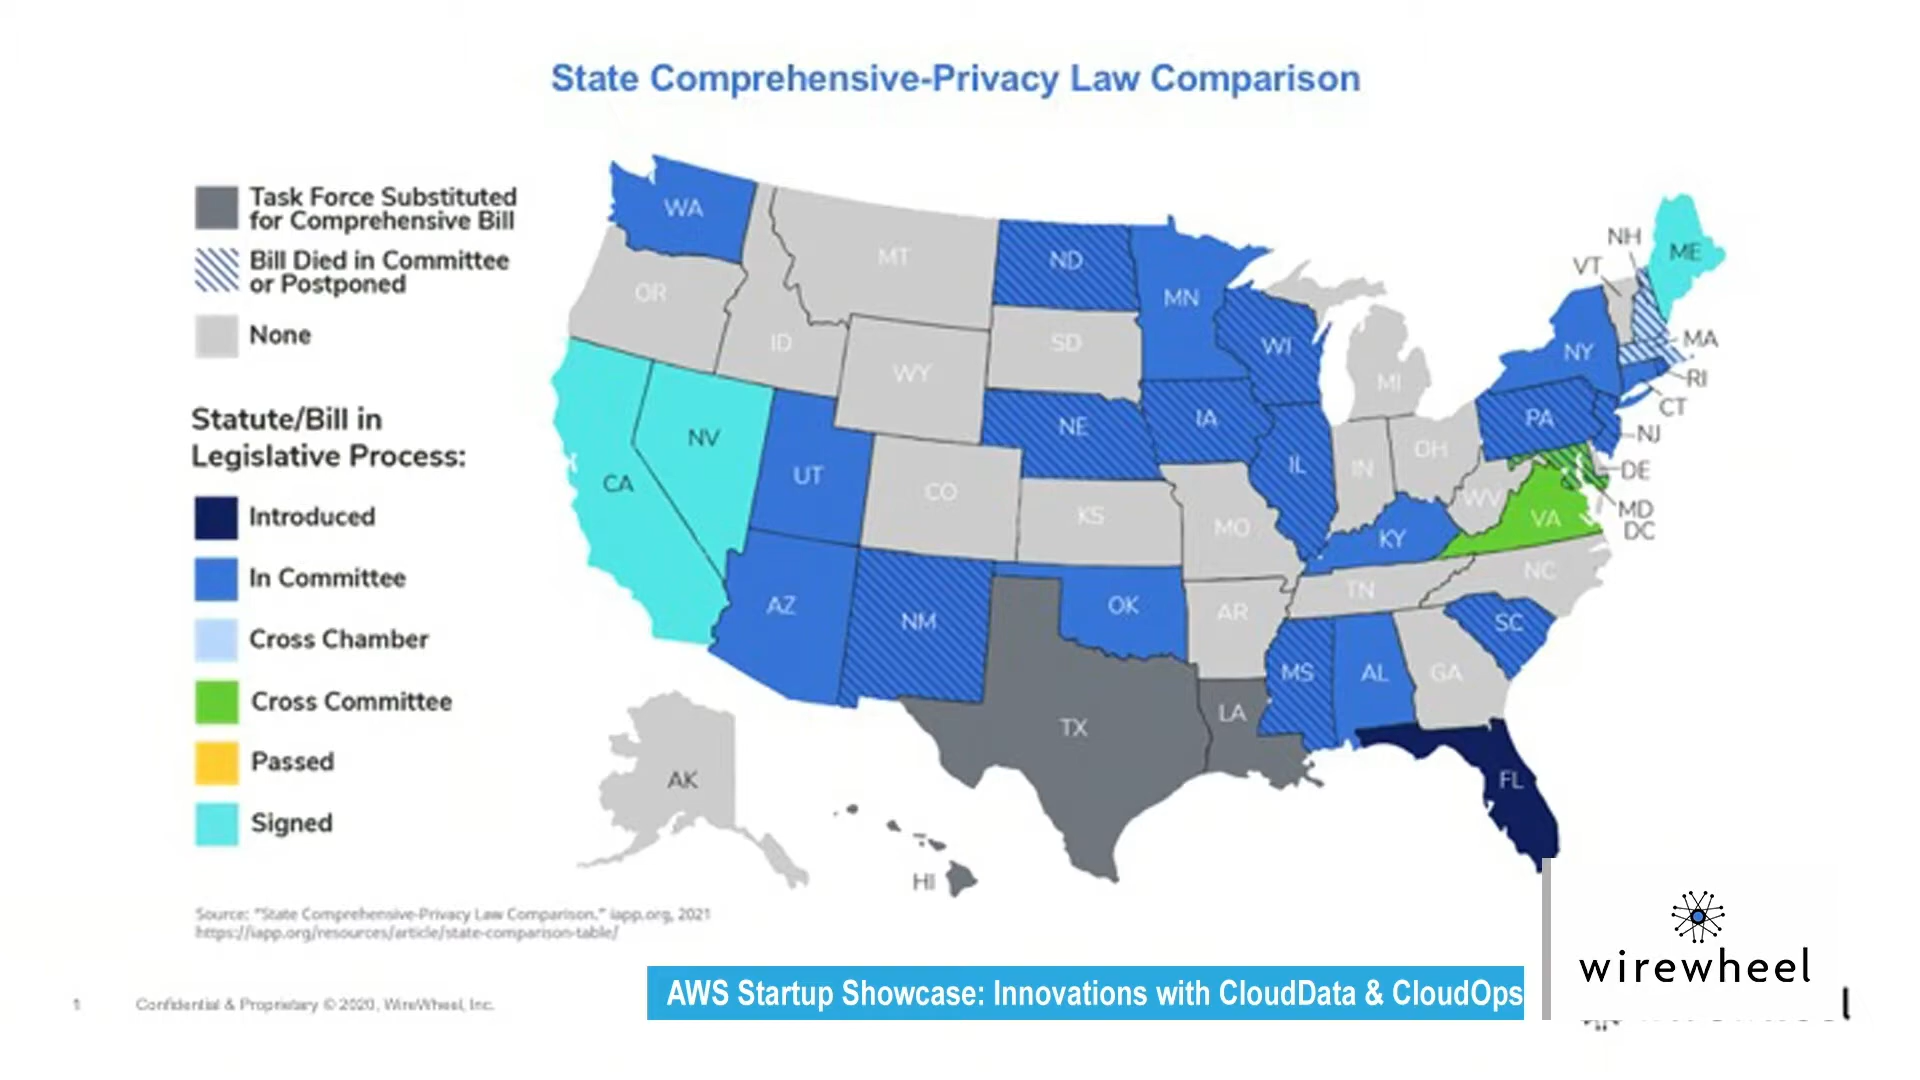 State Comprehensive-Privacy Law Comparison
Task Force Substituted
for Comprehensive Bill
Bill Died in Committee
or Postponed
None
Statute/Bill in
Legislative Process:
Introduced
In Committee
Cross Chamber
Cross Committee
Passed
Signed
WA
OR
MT
ID
WY
ND
SD
MN
WI
MI
NH
VT
ME
NY
MA
RI
CT
NJ
PA
DE
MD
DC
CA
NV
UT
CO
NE
IA
KS
MO
IL
IN
OH
WV
VA
KY
AZ
NM
OK
AR
TN
NC
SC
TX
LA
MS
AL
GA
FL
AK
HI
Source: "State Comprehensive-Privacy Law Comparison." iapp.org, 2021
https://iapp.org/resources/article/state-comparison-table/
1
Confidential & Proprietary © 2020, WireWheel, Inc.
AWS Startup Showcase: Innovations with CloudData & CloudOps
wirewheel